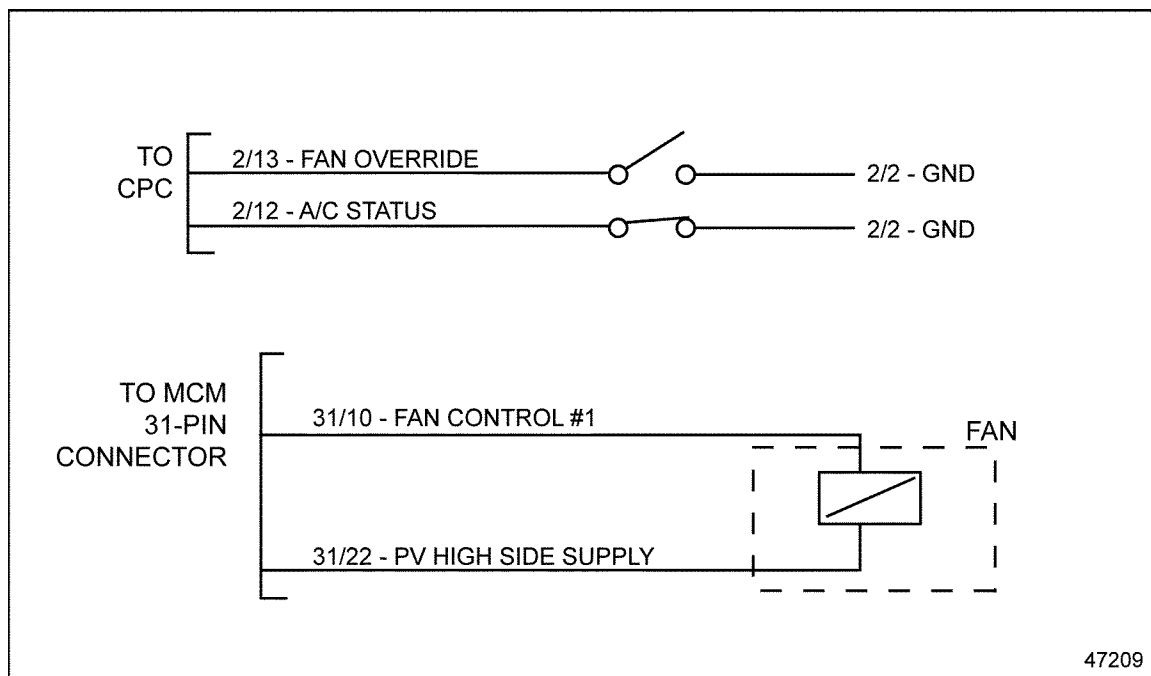 TO
CPC
2/13 - FAN OVERRIDE
2/2 - GND
2/12 - A/C STATUS
2/2 - GND
TO MCM
31-PIN
CONNECTOR
31/10 - FAN CONTROL #1
FAN
31/22 - PV HIGH SIDE SUPPLY
47209